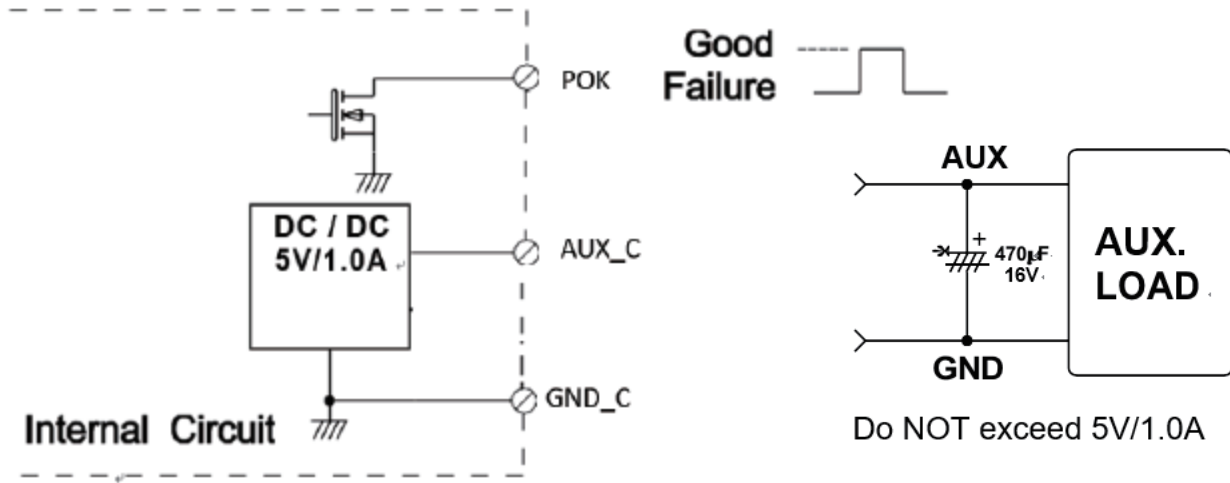 Good
Failure
POK
DC / DC
5V/1.0A
AUX_C
GND_C
Internal Circuit
AUX
+
470µF
16V
AUX.
LOAD
GND
Do NOT exceed 5V/1.0A